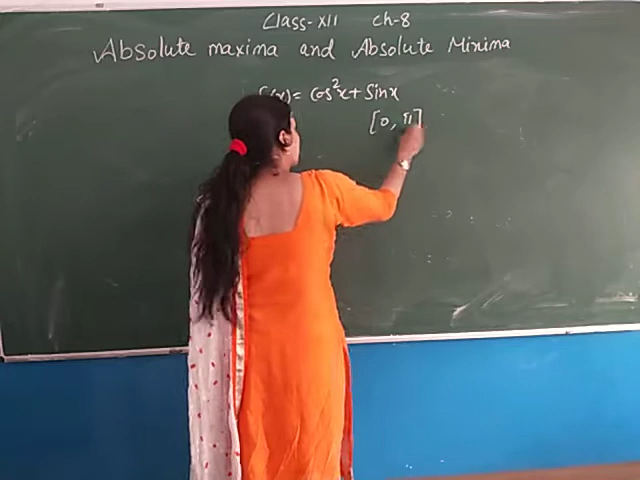 Class-XII Ch-8
Absolute maxima and Absolute Minima
f(x) = Cos²x + Sinx
[0, π]